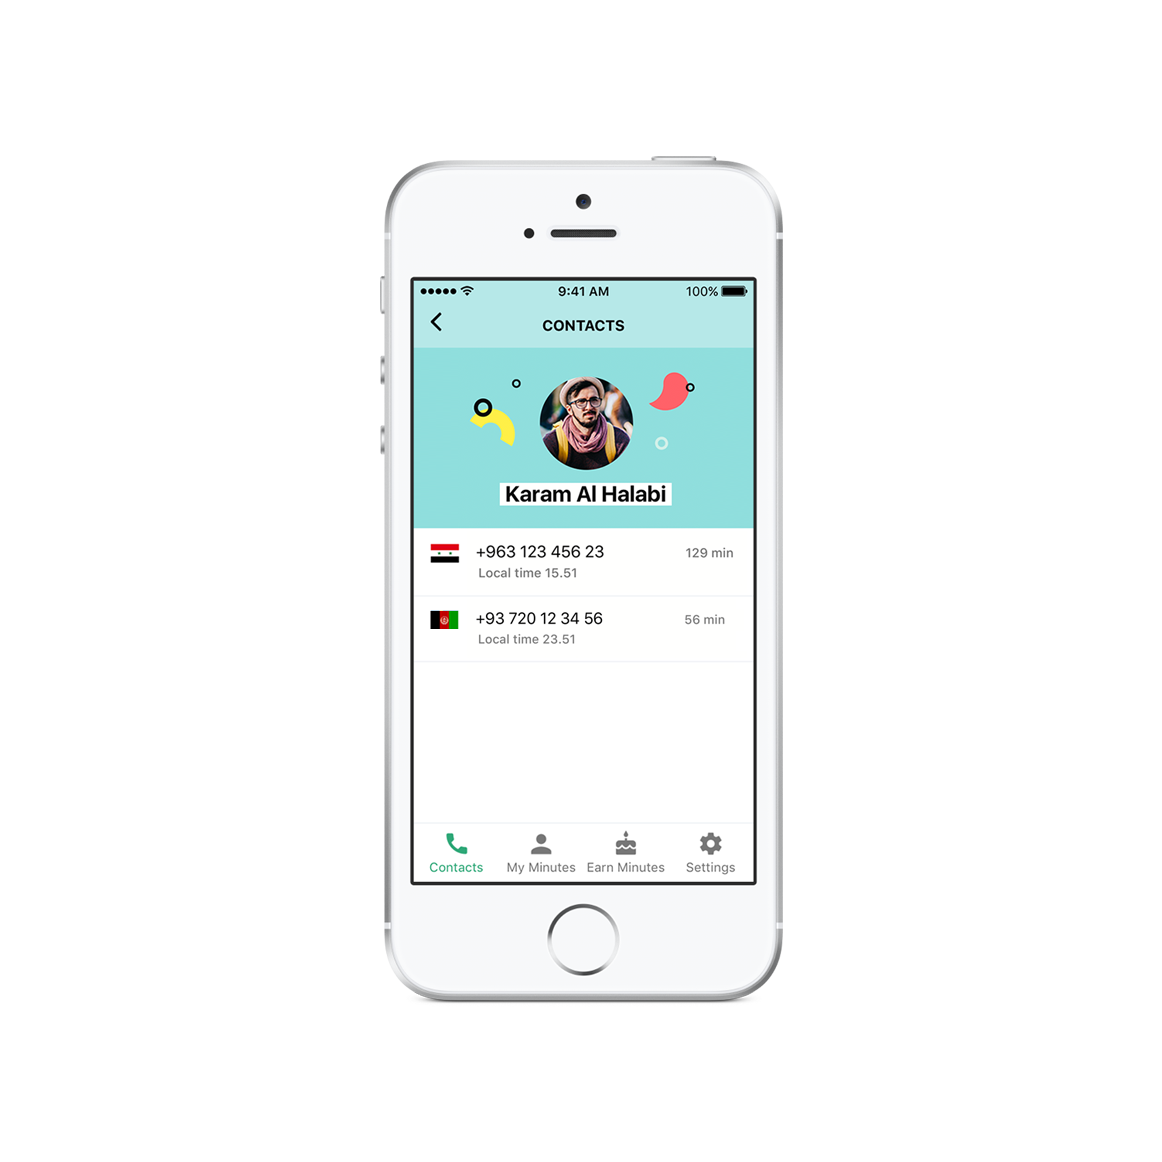 9:41 AM 100%
CONTACTS
Karam Al Halabi
+963 123 456 23 129 min
Local time 15.51
+93 720 12 34 56 56 min
Local time 23.51
Contacts My Minutes Earn Minutes Settings